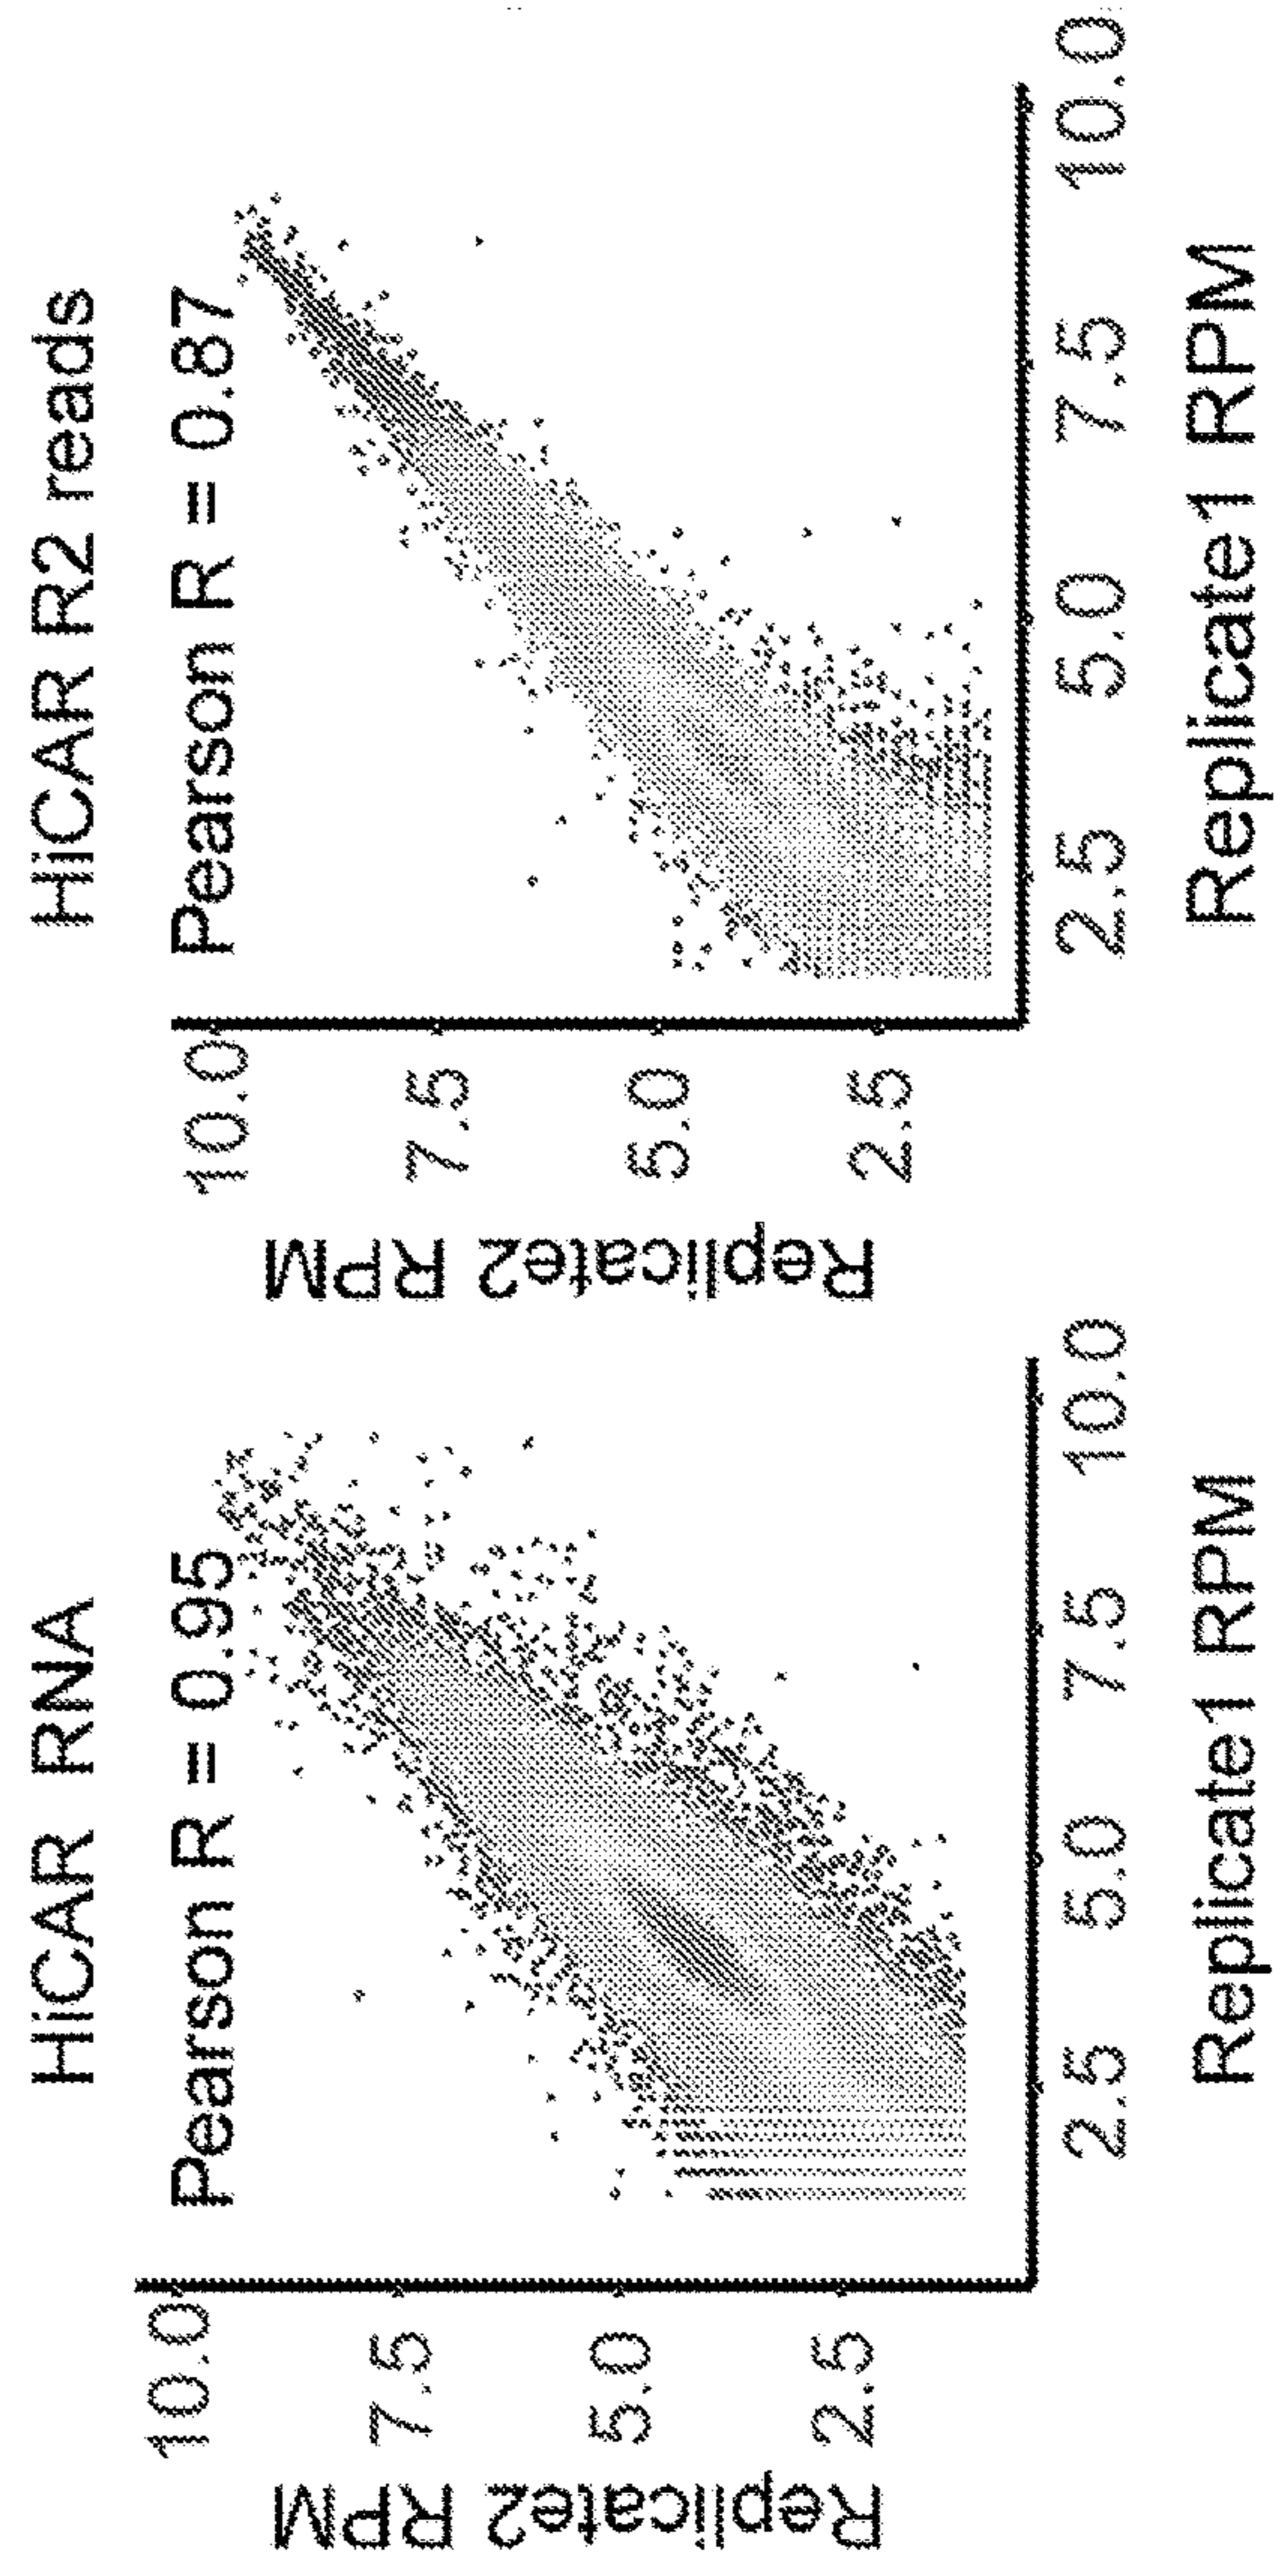 HiCAR RNA
Pearson R = 0.95
Replicate2 RPM
10.0
7.5
5.0
2.5
2.5
5.0
7.5
10.0
Replicate1 RPM
HiCAR R2 reads
Pearson R = 0.87
Replicate2 RPM
10.0
7.5
5.0
2.5
2.5
5.0
7.5
10.0
Replicate1 RPM